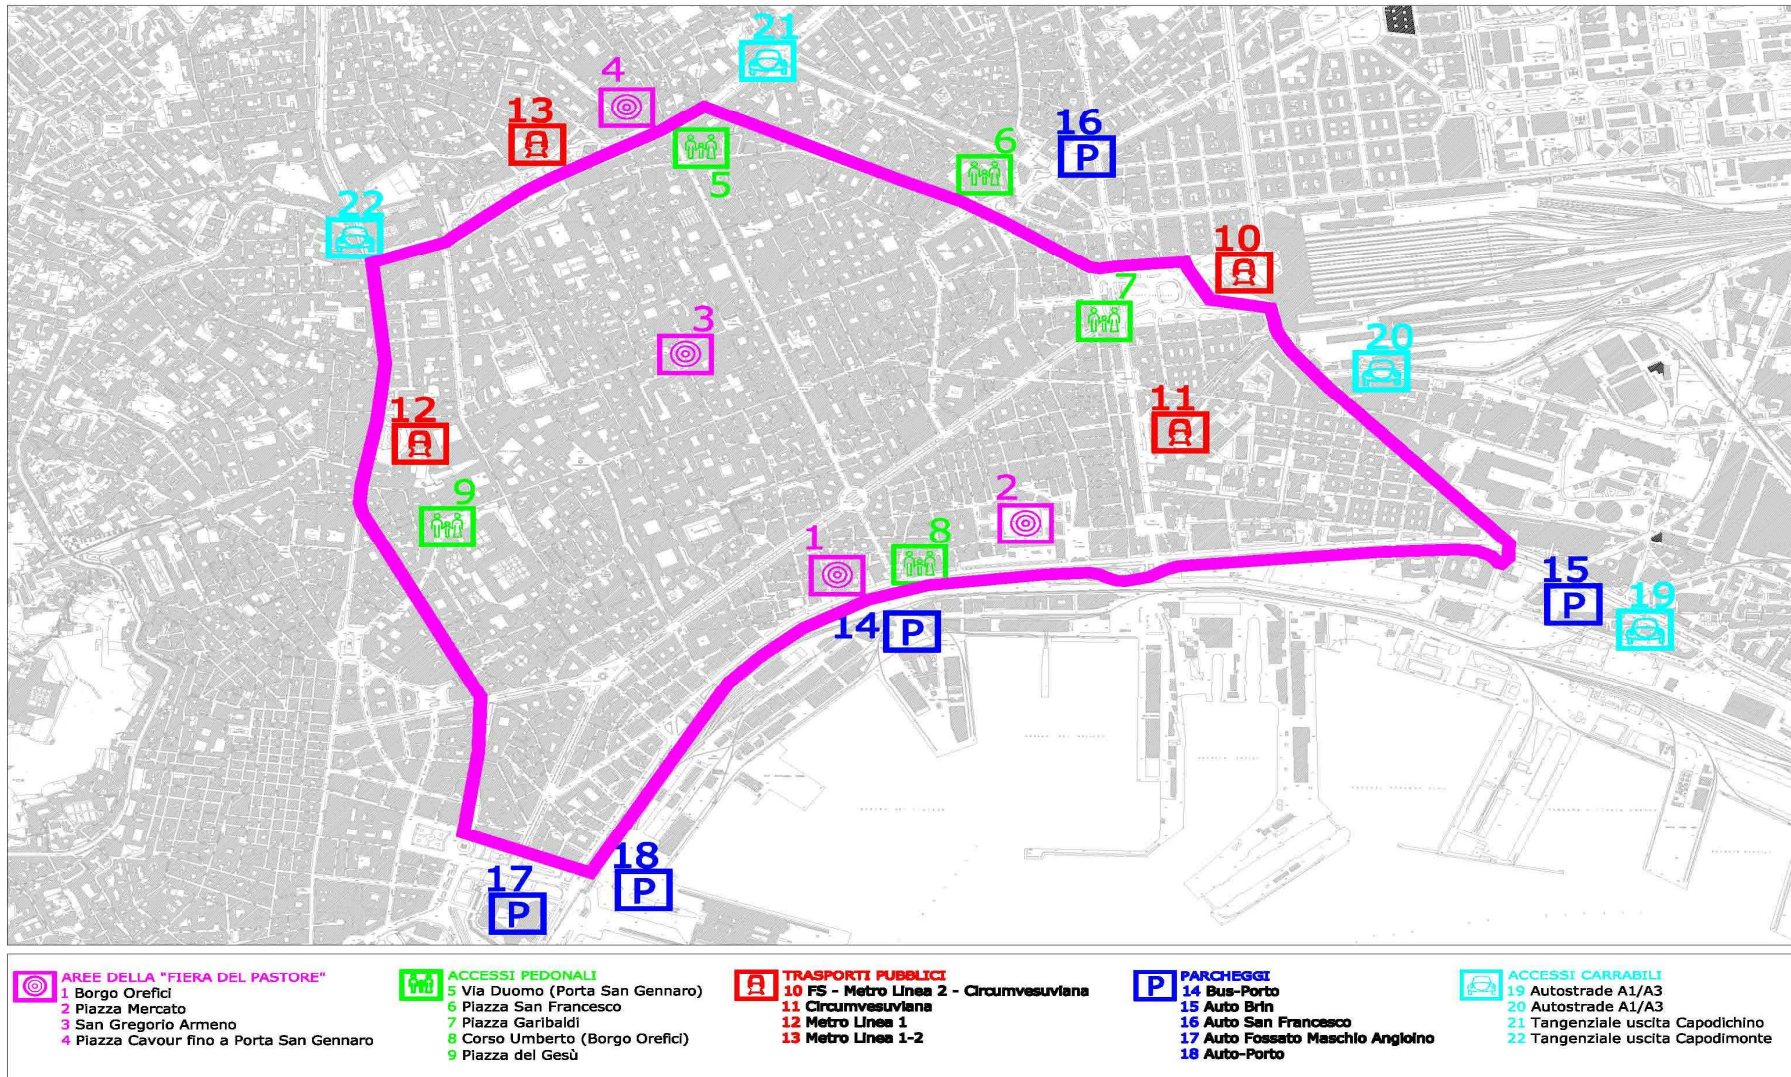 21
4
13
16
6
5
22
10
7
3
20
12
11
9
2
8
1
15
19
14
18
17
P
P
P
P
P
AREE DELLA "FIERA DEL PASTORE"
1 Borgo Orefici
2 Piazza Mercato
3 San Gregorio Armeno
4 Piazza Cavour fino a Porta San Gennaro
ACCESSI PEDONALI
5 Via Duomo (Porta San Gennaro)
6 Piazza San Francesco
7 Piazza Garibaldi
8 Corso Umberto (Borgo Orefici)
9 Piazza del Gesù
TRASPORTI PUBBLICI
10 FS - Metro Linea 2 - Circumvesuviana
11 Circumvesuviana
12 Metro Linea 1
13 Metro Linea 1-2
P
PARCHEGGI
14 Bus-Porto
15 Auto Brin
16 Auto San Francesco
17 Auto Fossato Maschio Angioino
18 Auto-Porto
ACCESSI CARRABILI
19 Autostrade A1/A3
20 Autostrade A1/A3
21 Tangenziale uscita Capodichino
22 Tangenziale uscita Capodimonte